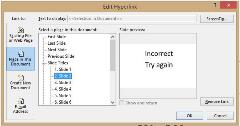 Edit Hyperlink
Link to:
Text to display: <<Selection in Document>>
ScreenTip...
Select a place in this document:
Slide preview:
Existing File or Web Page
First Slide
Last Slide
Next Slide
Previous Slide
Slide Titles
1. Slide 1
2. Slide 2
3. Slide 3
4. Slide 4
5. Slide 5
6. Slide 6
Place in This Document
Create New Document
E-mail Address
Incorrect
Try again
Show and return
Remove Link
OK
Cancel